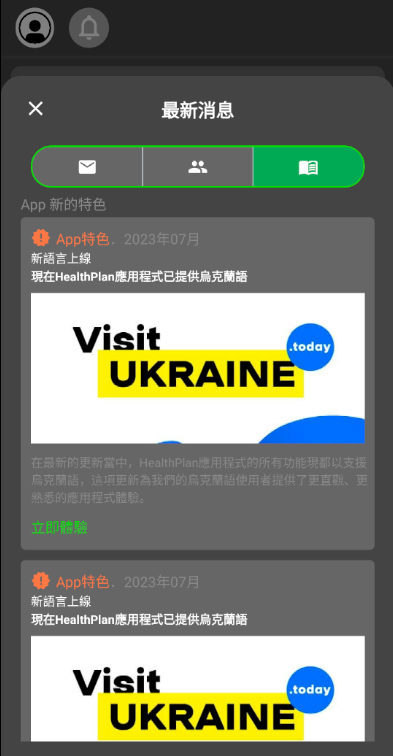 最新消息
App 新的特色
App特色．2023年07月
新語言上線
現在HealthPlan應用程式已提供烏克蘭語
Visit
.today
UKRAINE
在最新的更新當中，HealthPlan應用程式的所有功能現都以支援
烏克蘭語，這項更新為我們的烏克蘭語使用者提供了更直觀、更
熟悉的應用程式體驗。
立即體驗
App特色．2023年07月
新語言上線
現在HealthPlan應用程式已提供烏克蘭語
Visit
.today
UKRAINE